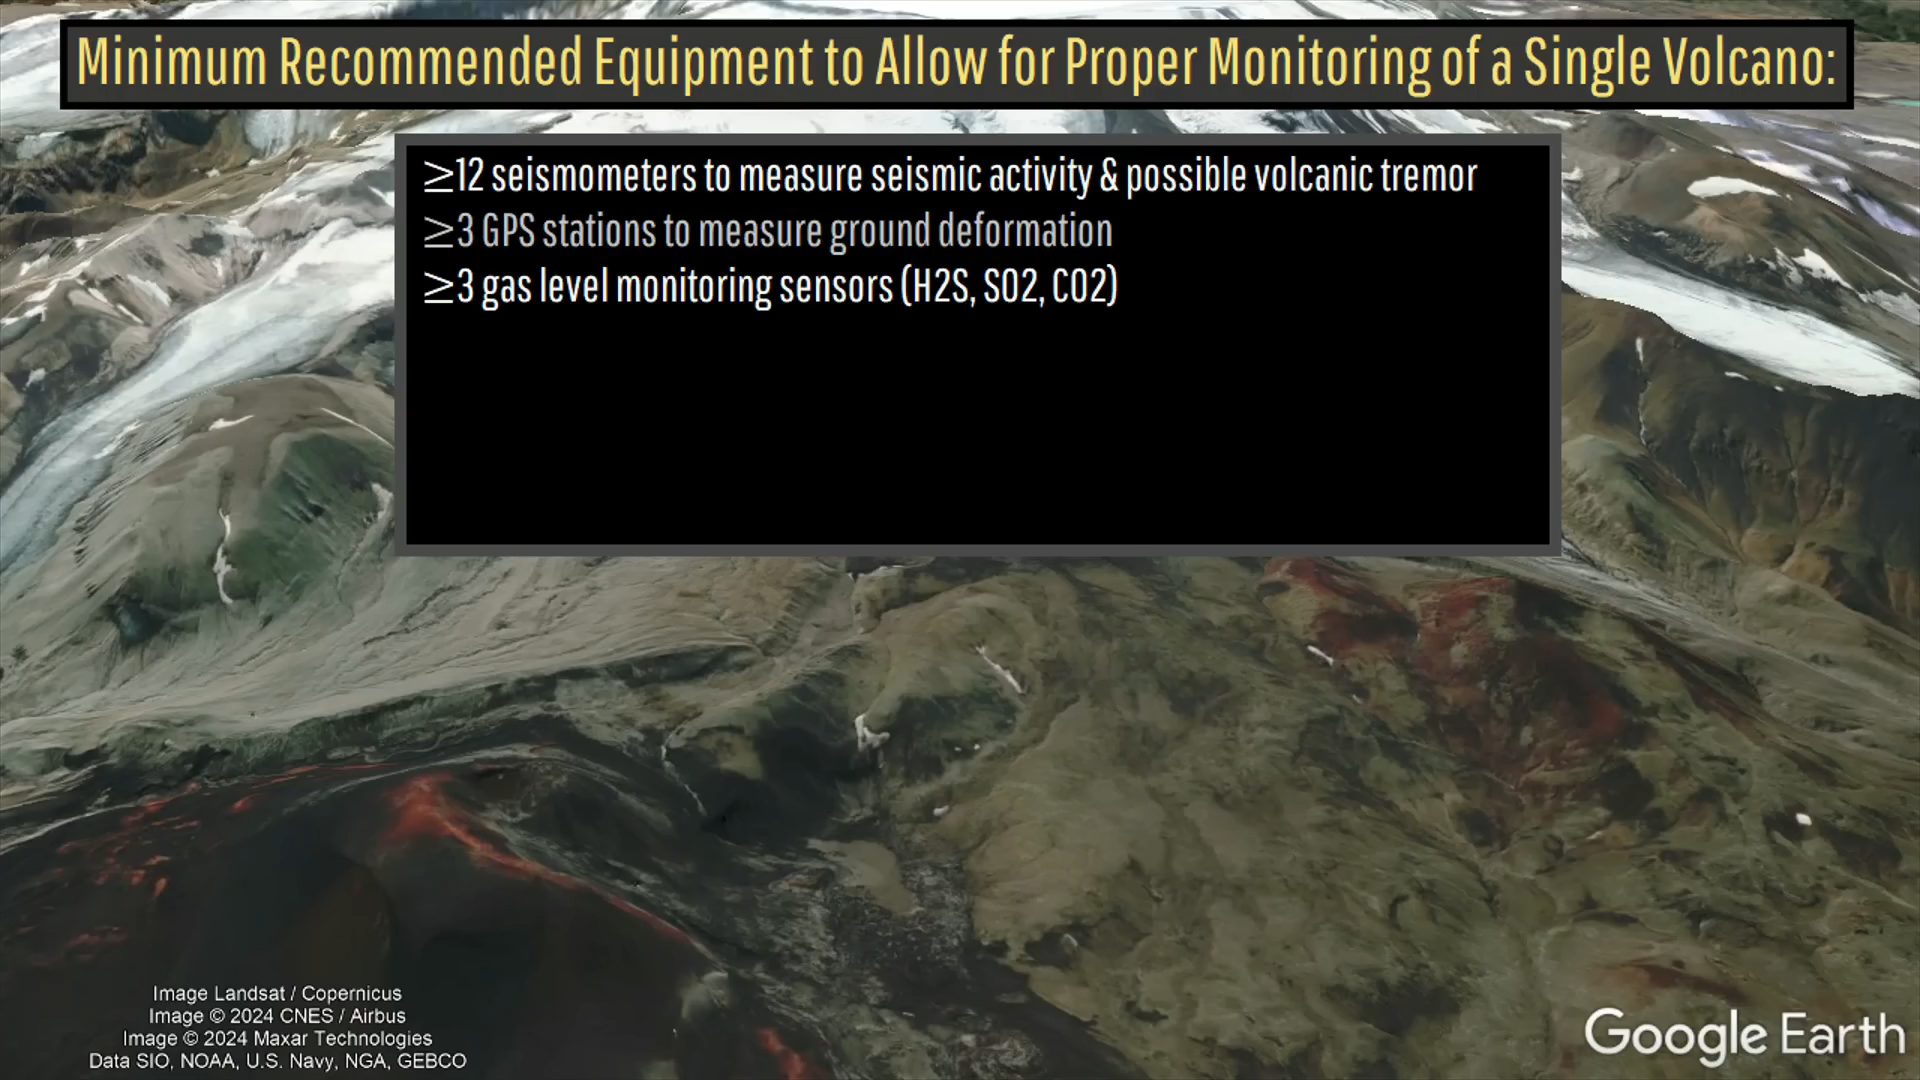 Minimum Recommended Equipment to Allow for Proper Monitoring of a Single Volcano:
≥12 seismometers to measure seismic activity & possible volcanic tremor
≥3 GPS stations to measure ground deformation
≥3 gas level monitoring sensors (H2S, SO2, CO2)
Image Landsat / Copernicus
Image © 2024 CNES / Airbus
Image © 2024 Maxar Technologies
Data SIO, NOAA, U.S. Navy, NGA, GEBCO
Google Earth